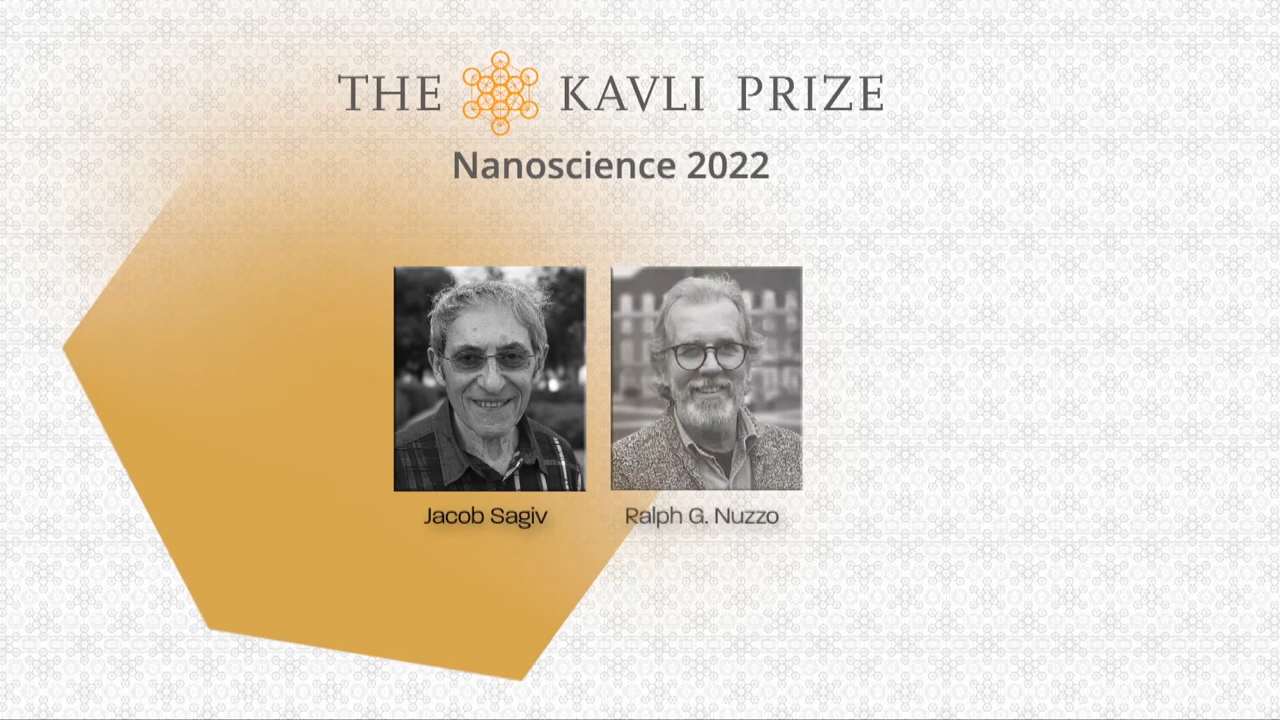 THE KAVLI PRIZE
Nanoscience 2022
Jacob Sagiv
Ralph G. Nuzzo